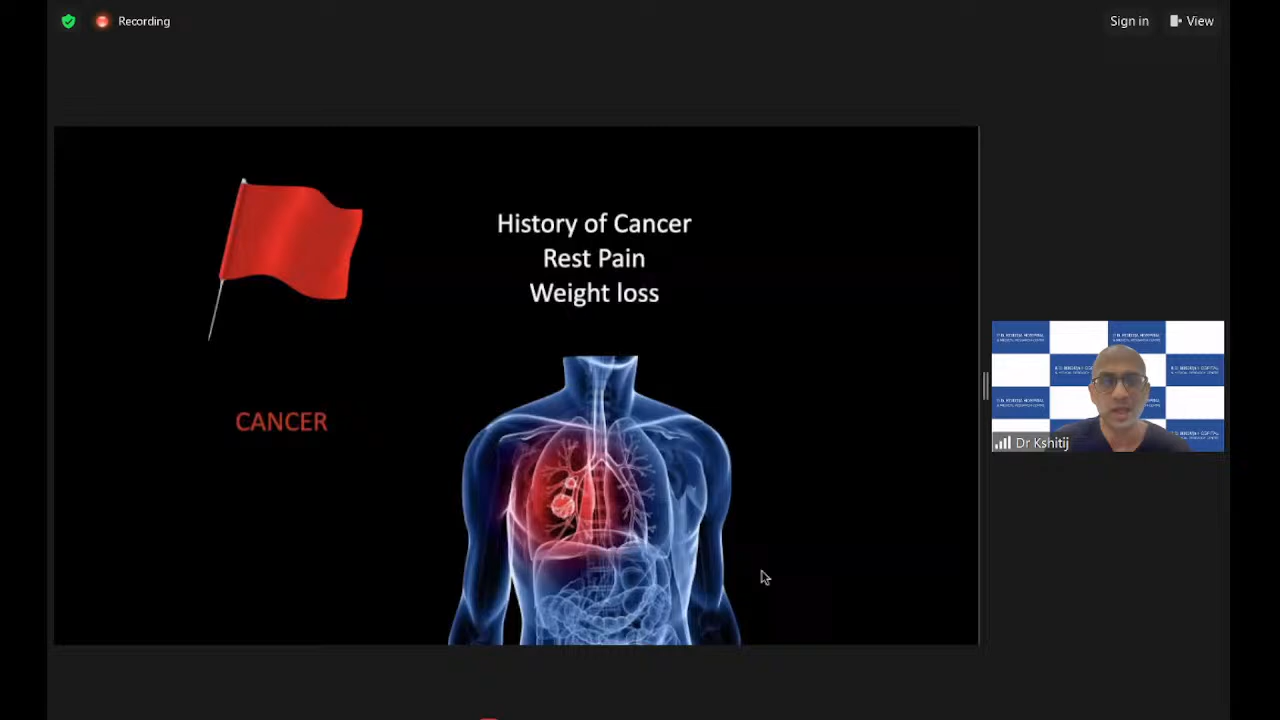 Recording
Sign in
View
History of Cancer
Rest Pain
Weight loss
CANCER
Dr Kshitij